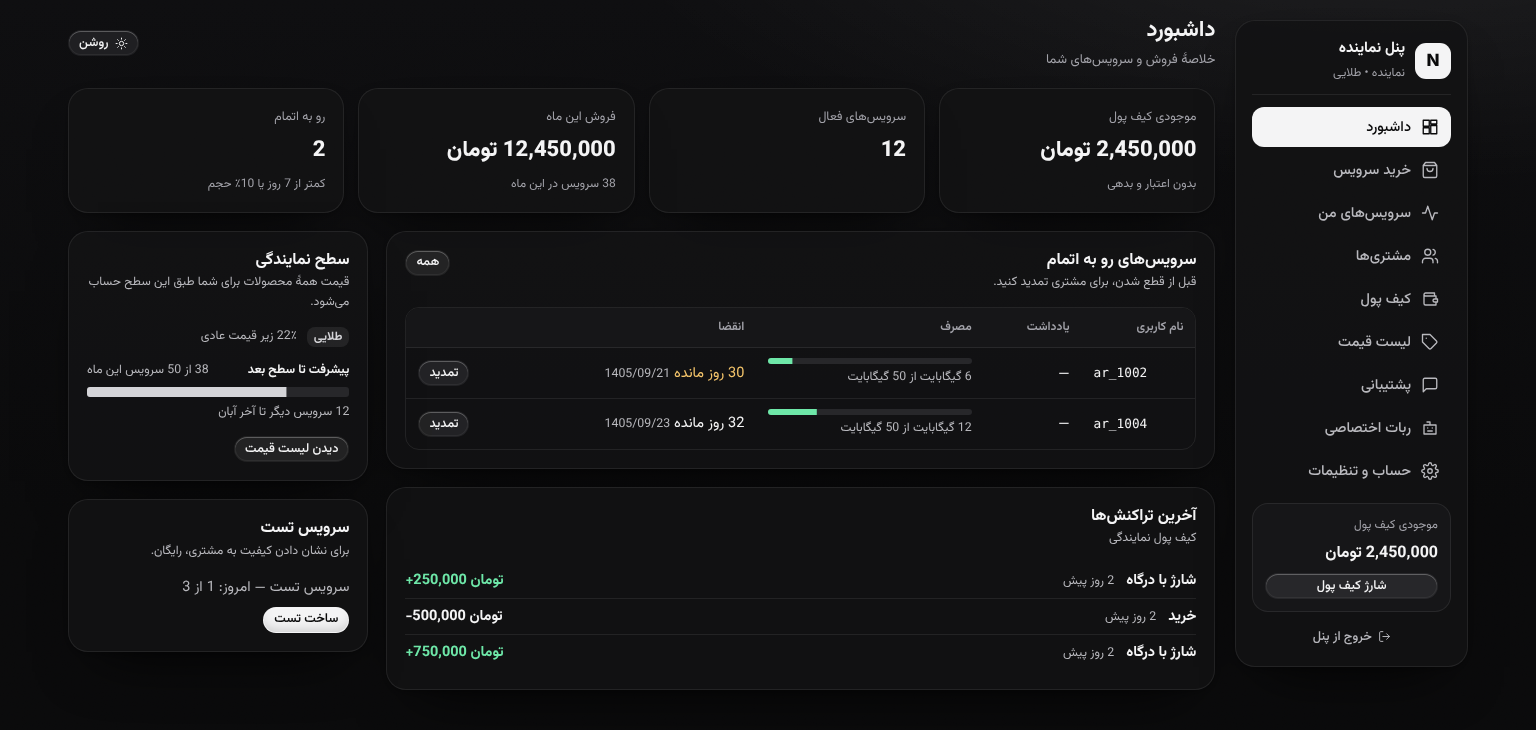 N
پنل نماینده
نماینده • طلایی
داشبورد
خرید سرویس
سرویس‌های من
مشتری‌ها
کیف پول
لیست قیمت
پشتیبانی
ربات اختصاصی
حساب و تنظیمات
موجودی کیف پول
2,450,000 تومان
شارژ کیف پول
خروج از پنل
داشبورد
خلاصهٔ فروش و سرویس‌های شما
روشن
موجودی کیف پول
2,450,000 تومان
بدون اعتبار و بدهی
سرویس‌های فعال
12
فروش این ماه
12,450,000 تومان
38 سرویس در این ماه
رو به اتمام
2
کمتر از 7 روز یا 10٪ حجم
سرویس‌های رو به اتمام
قبل از قطع شدن، برای مشتری تمدید کنید.
همه
نام کاربری یادداشت مصرف انقضا
ar_1002 — 6 گیگابایت از 50 گیگابایت 30 روز مانده 1405/09/21 تمدید
ar_1004 — 12 گیگابایت از 50 گیگابایت 32 روز مانده 1405/09/23 تمدید
آخرین تراکنش‌ها
کیف پول نمایندگی
شارژ با درگاه 2 روز پیش +250,000 تومان
خرید 2 روز پیش -500,000 تومان
شارژ با درگاه 2 روز پیش +750,000 تومان
سطح نمایندگی
قیمت همهٔ محصولات برای شما طبق این سطح حساب
می‌شود.
طلایی 22٪ زیر قیمت عادی
پیشرفت تا سطح بعد 38 از 50 سرویس این ماه
12 سرویس دیگر تا آخر آبان
دیدن لیست قیمت
سرویس تست
برای نشان دادن کیفیت به مشتری، رایگان.
سرویس تست — امروز: 1 از 3
ساخت تست